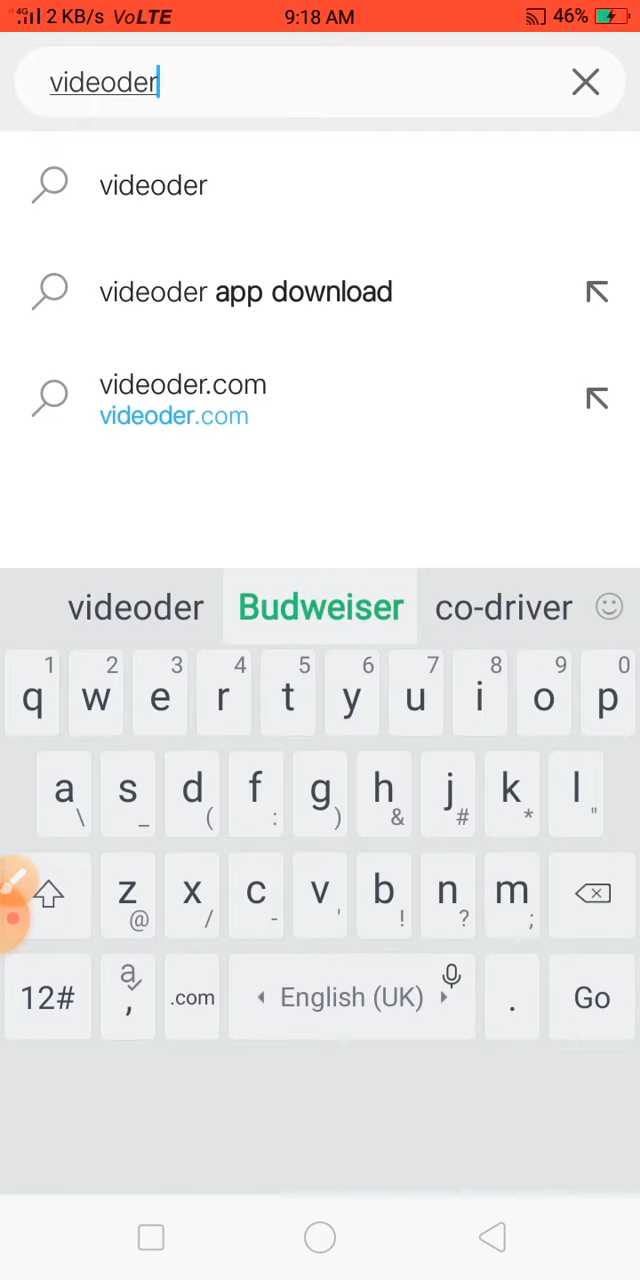 4G 2 KB/s VoLTE 9:18 AM 46%
videoder
videoder
videoder app download
videoder.com
videoder.com
videoder Budweiser co-driver
1 2 3 4 5 6 7 8 9 0
q w e r t y u i o p
a s d f g h j k l
\ _ ( : ) & # * "
z x c v b n m
@ / - ' ! ? ;
12# a , .com English (UK) . Go